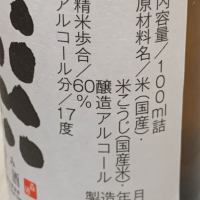 内容量/100ml詰
原材料名/米(国産)・
米こうじ(国産米)・
醸造アルコール
精米歩合/60%
アルコール分/17度
製造年月